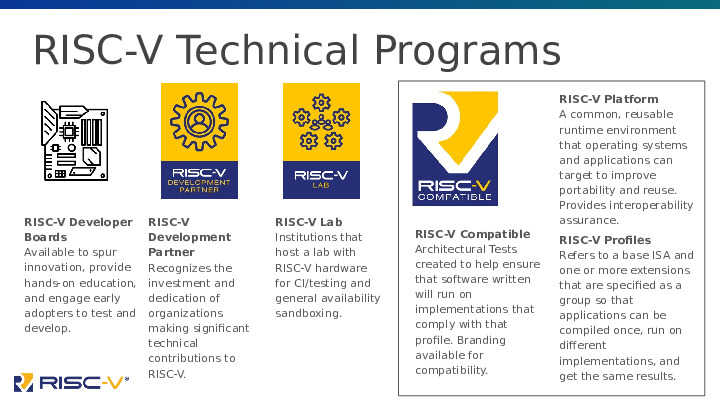 RISC-V Technical Programs
RISC-V
DEVELOPMENT
PARTNER
RISC-V
LAB
RISC-V
COMPATIBLE
RISC-V Developer
Boards
Available to spur
innovation, provide
hands-on education,
and engage early
adopters to test and
develop.
RISC-V
Development
Partner
Recognizes the
investment and
dedication of
organizations
making significant
technical
contributions to
RISC-V.
RISC-V Lab
Institutions that
host a lab with
RISC-V hardware
for CI/testing and
general availability
sandboxing.
RISC-V Compatible
Architectural Tests
created to help ensure
that software written
will run on
implementations that
comply with that
profile. Branding
available for
compatibility.
RISC-V Platform
A common, reusable
runtime environment
that operating systems
and applications can
target to improve
portability and reuse.
Provides interoperability
assurance.
RISC-V Profiles
Refers to a base ISA and
one or more extensions
that are specified as a
group so that
applications can be
compiled once, run on
different
implementations, and
get the same results.
RISC-V®